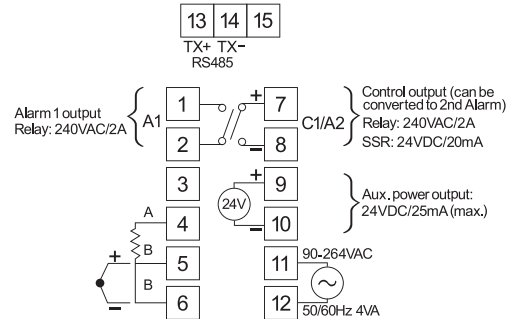 13 14 15
TX+ TX-
RS485
Alarm 1 output
Relay: 240VAC/2A
A1
1
2
3
4
5
6
A
B
B
+
-
+
-
7
8
9
10
11
12
C1/A2
Control output (can be
converted to 2nd Alarm)
Relay: 240VAC/2A
SSR: 24VDC/20mA
+
24V
-
Aux. power output:
24VDC/25mA (max.)
90-264VAC
50/60Hz 4VA